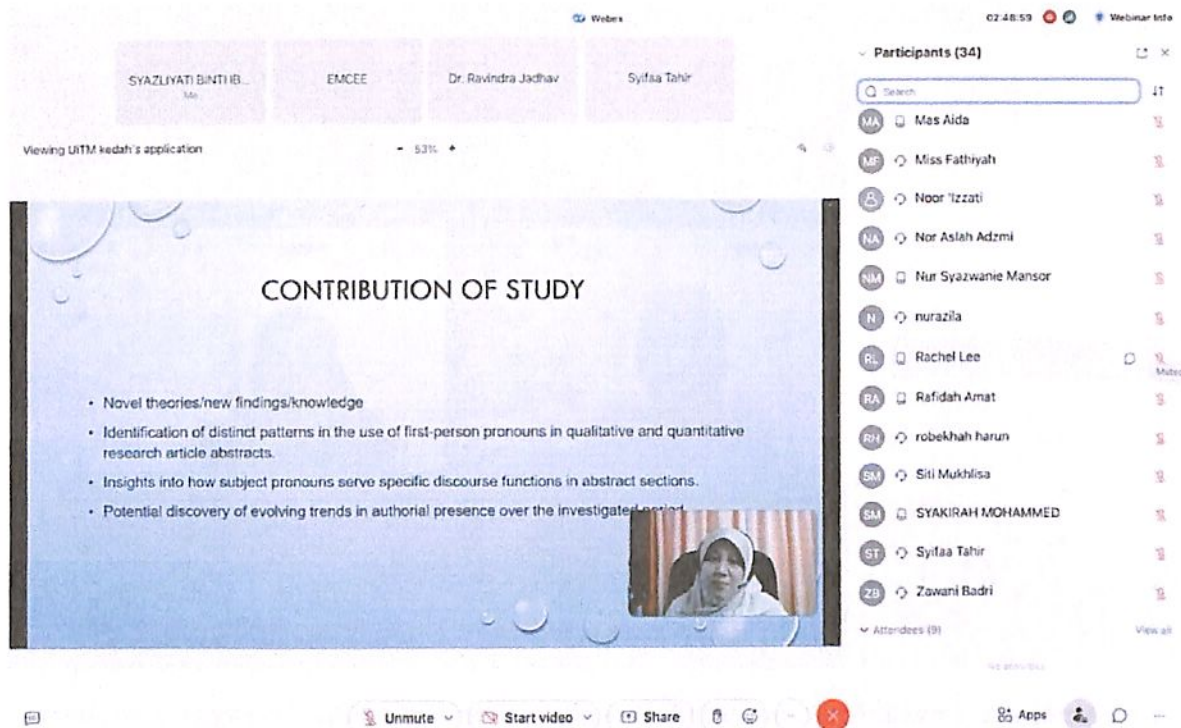 Webex
02:48:59 Webinar Info
SYAZLIYATI BINTI IB...
Me
EMCEE
Dr. Ravindra Jadhav
Syifaa Tahir
Viewing UiTM kedah's application
- 53% +
CONTRIBUTION OF STUDY
• Novel theories/new findings/knowledge
• Identification of distinct patterns in the use of first-person pronouns in qualitative and quantitative
research article abstracts.
• Insights into how subject pronouns serve specific discourse functions in abstract sections.
• Potential discovery of evolving trends in authorial presence over the investigated period
Participants (34)
Search
MA Mas Aida
MF Miss Fathiyah
Noor 'Izzati
NA Nor Aslah Adzmi
NM Nur Syazwanie Mansor
N nurazila
RL Rachel Lee
Muted
RA Rafidah Amat
RH robekhah harun
SM Siti Mukhlisa
SM SYAKIRAH MOHAMMED
ST Syifaa Tahir
ZB Zawani Badri
Attendees (9) View all
Unmute
Start video
Share
Apps